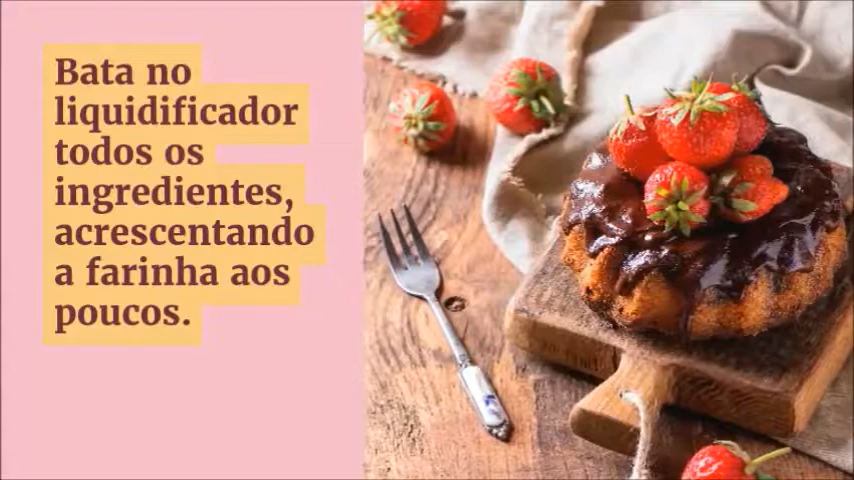 Bata no
liquidificador
todos os
ingredientes,
acrescentando
a farinha aos
poucos.